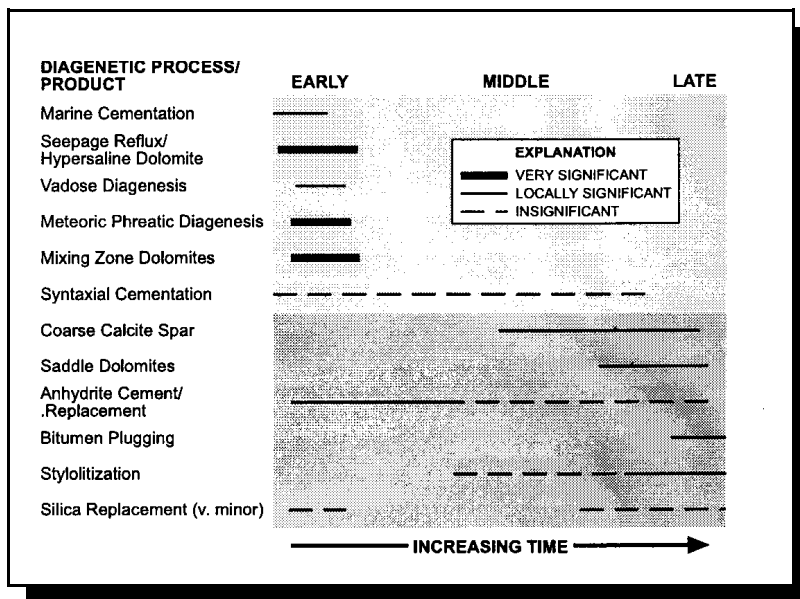 DIAGENETIC PROCESS/
PRODUCT
EARLY
MIDDLE
LATE
Marine Cementation
Seepage Reflux/
Hypersaline Dolomite
Vadose Diagenesis
Meteoric Phreatic Diagenesis
Mixing Zone Dolomites
Syntaxial Cementation
Coarse Calcite Spar
Saddle Dolomites
Anhydrite Cement/
.Replacement
Bitumen Plugging
Stylolitization
Silica Replacement (v. minor)
EXPLANATION
VERY SIGNIFICANT
LOCALLY SIGNIFICANT
INSIGNIFICANT
INCREASING TIME